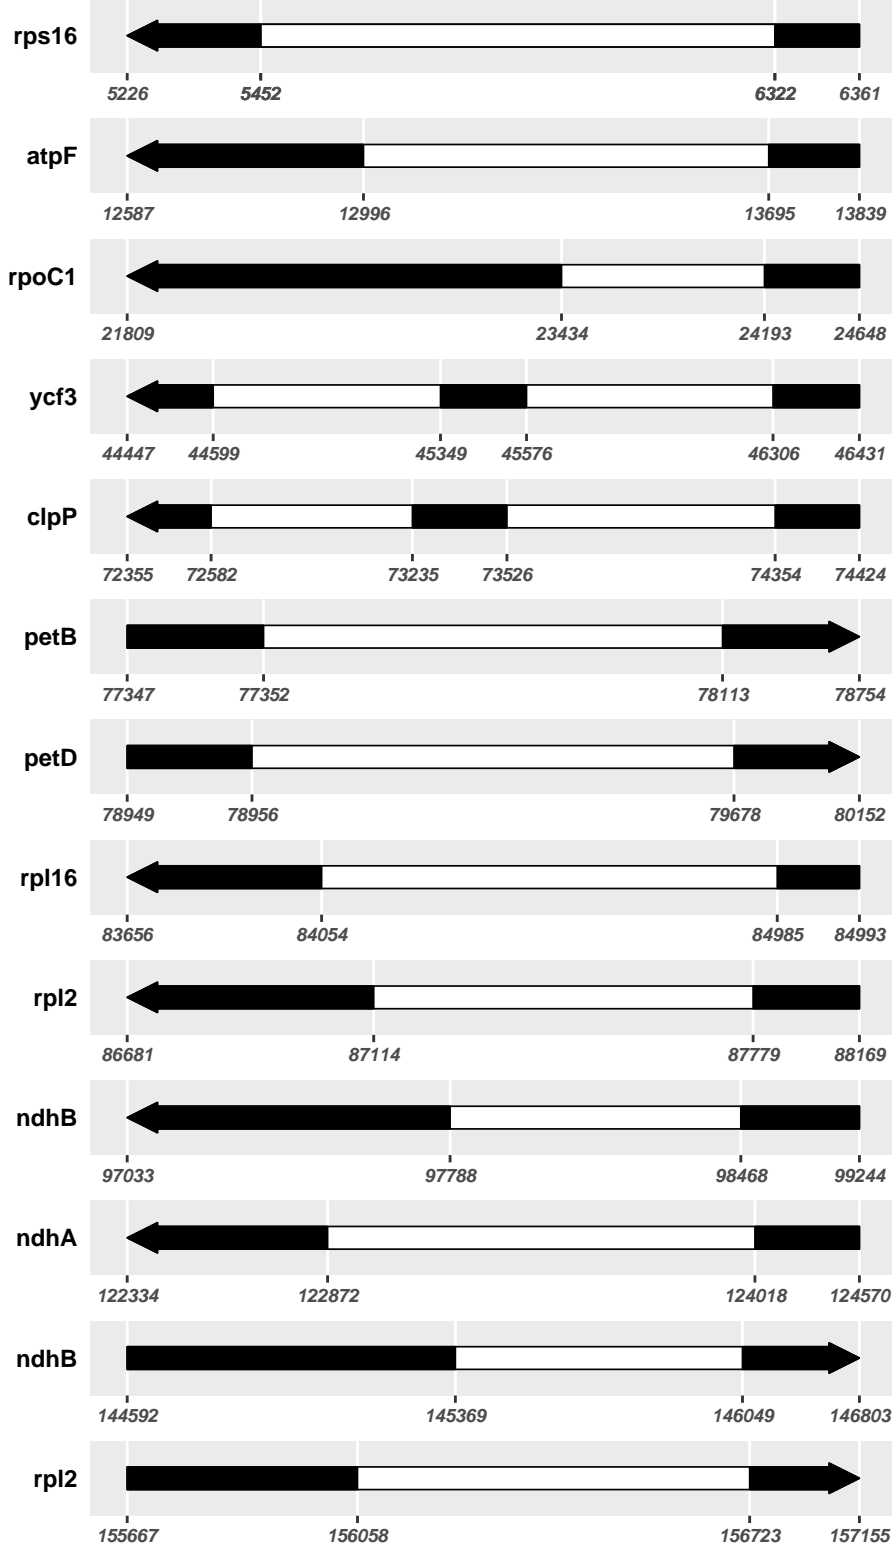 rps16
5226 5452 6322 6361
atpF
12587 12996 13695 13839
rpoC1
21809 23434 24193 24648
ycf3
44447 44599 45349 45576 46306 46431
clpP
72355 72582 73235 73526 74354 74424
petB
77347 77352 78113 78754
petD
78949 78956 79678 80152
rpl16
83656 84054 84985 84993
rpl2
86681 87114 87779 88169
ndhB
97033 97788 98468 99244
ndhA
122334 122872 124018 124570
ndhB
144592 145369 146049 146803
rpl2
155667 156058 156723 157155